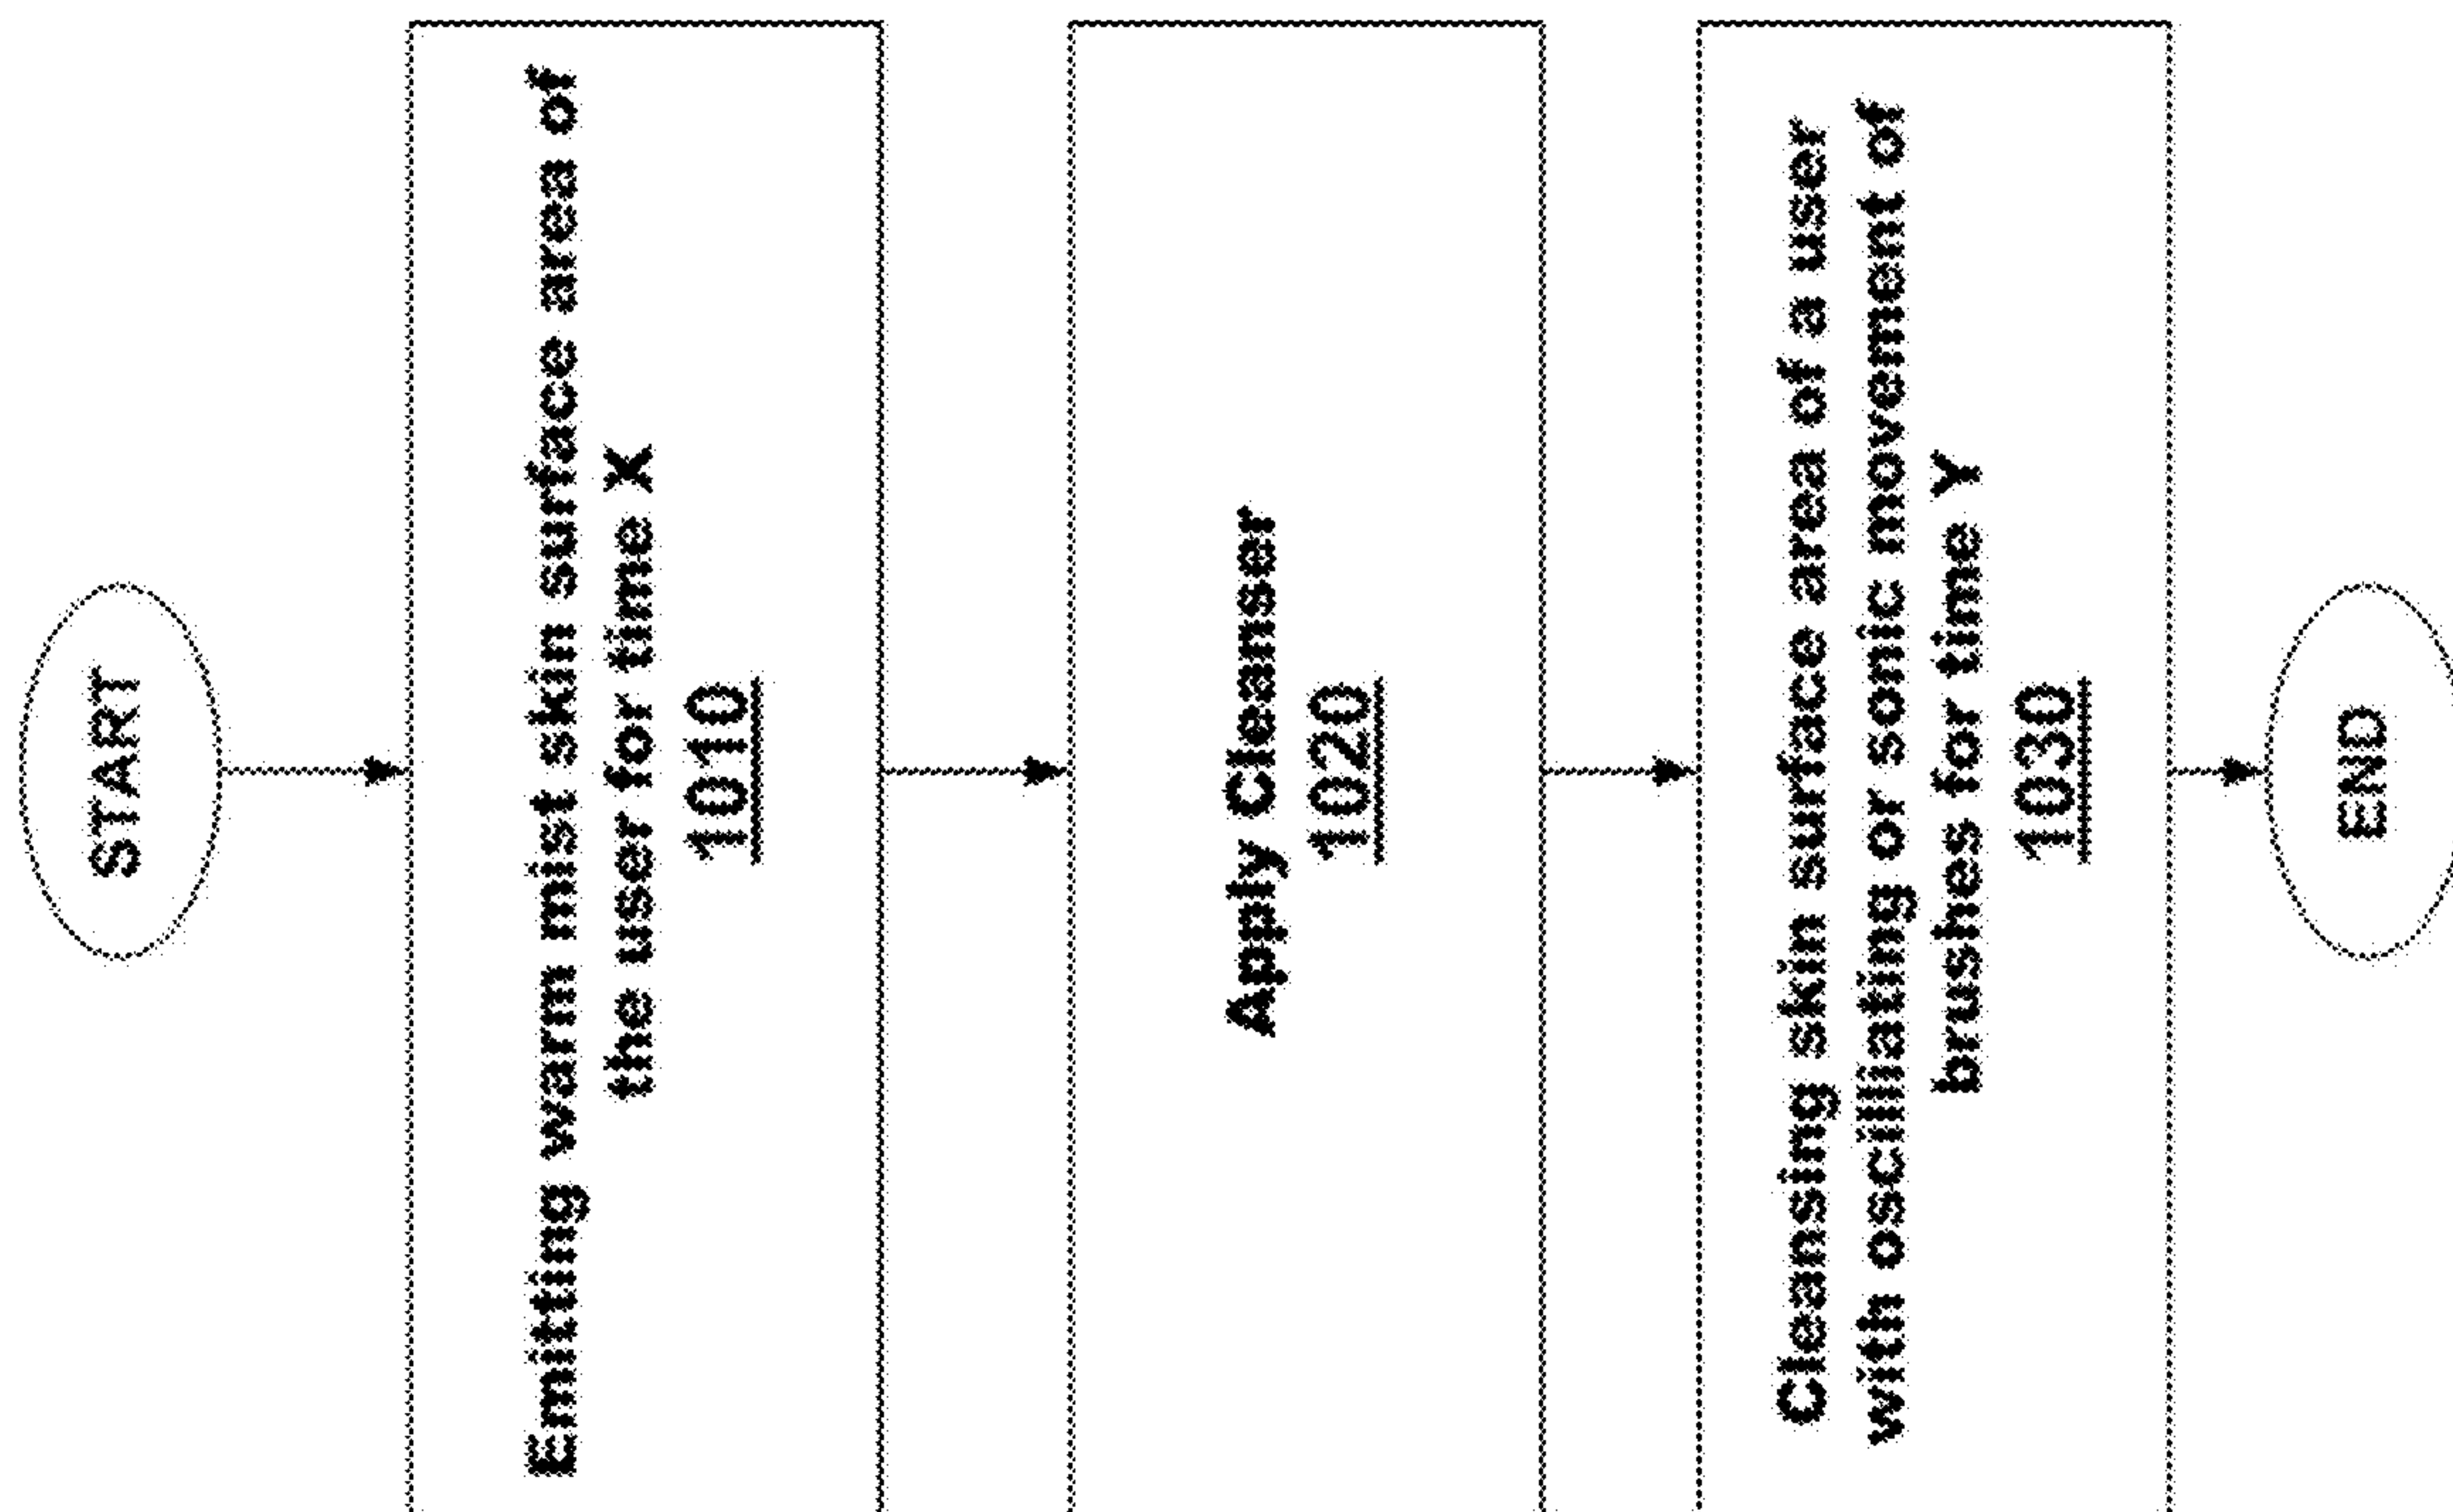 START
Emitting warm mist skin surface area of
the user for time X
1010
Apply Cleanser
1020
Cleansing skin surface area of a user
with oscillating or sonic movement of
brushes for time Y
1030
END